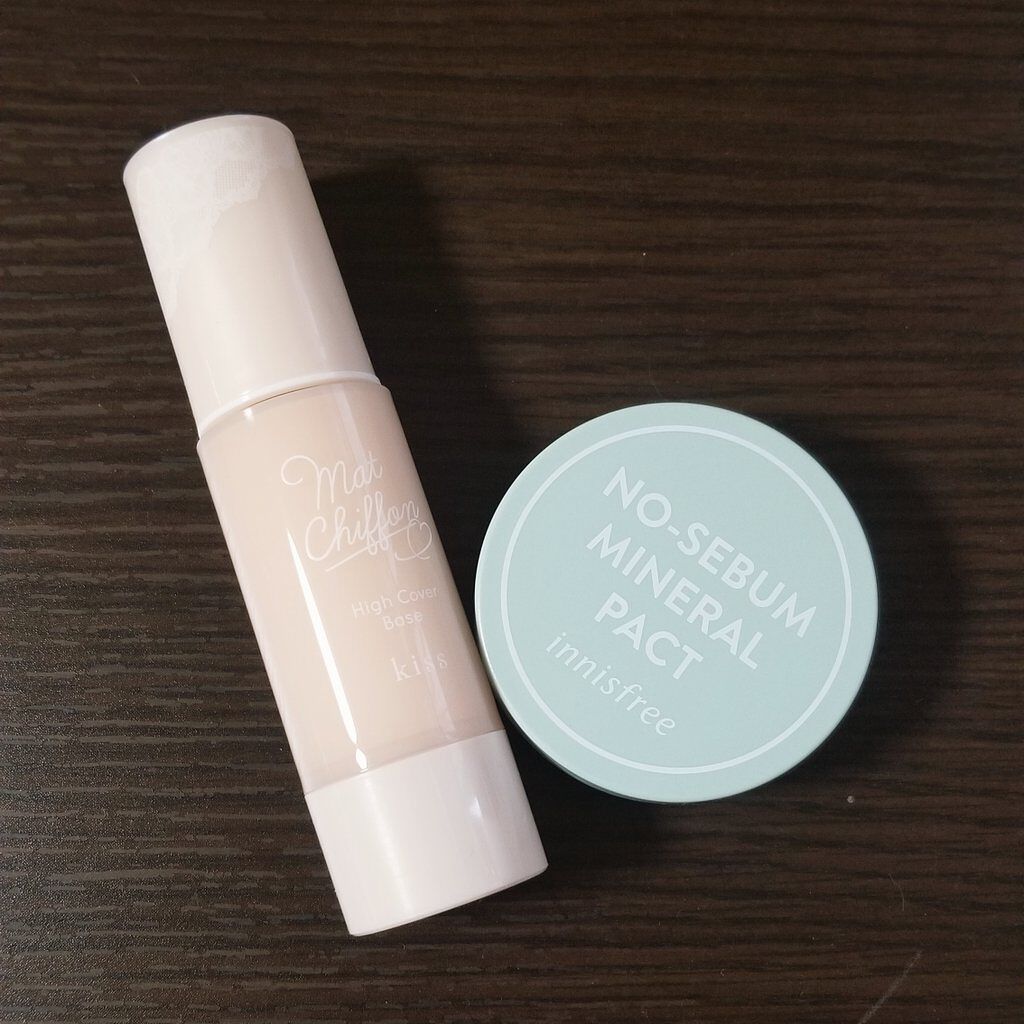 Mat
Chiffon
High Cover
Base
kiss
NO-SEBUM
MINERAL
PACT
innisfree